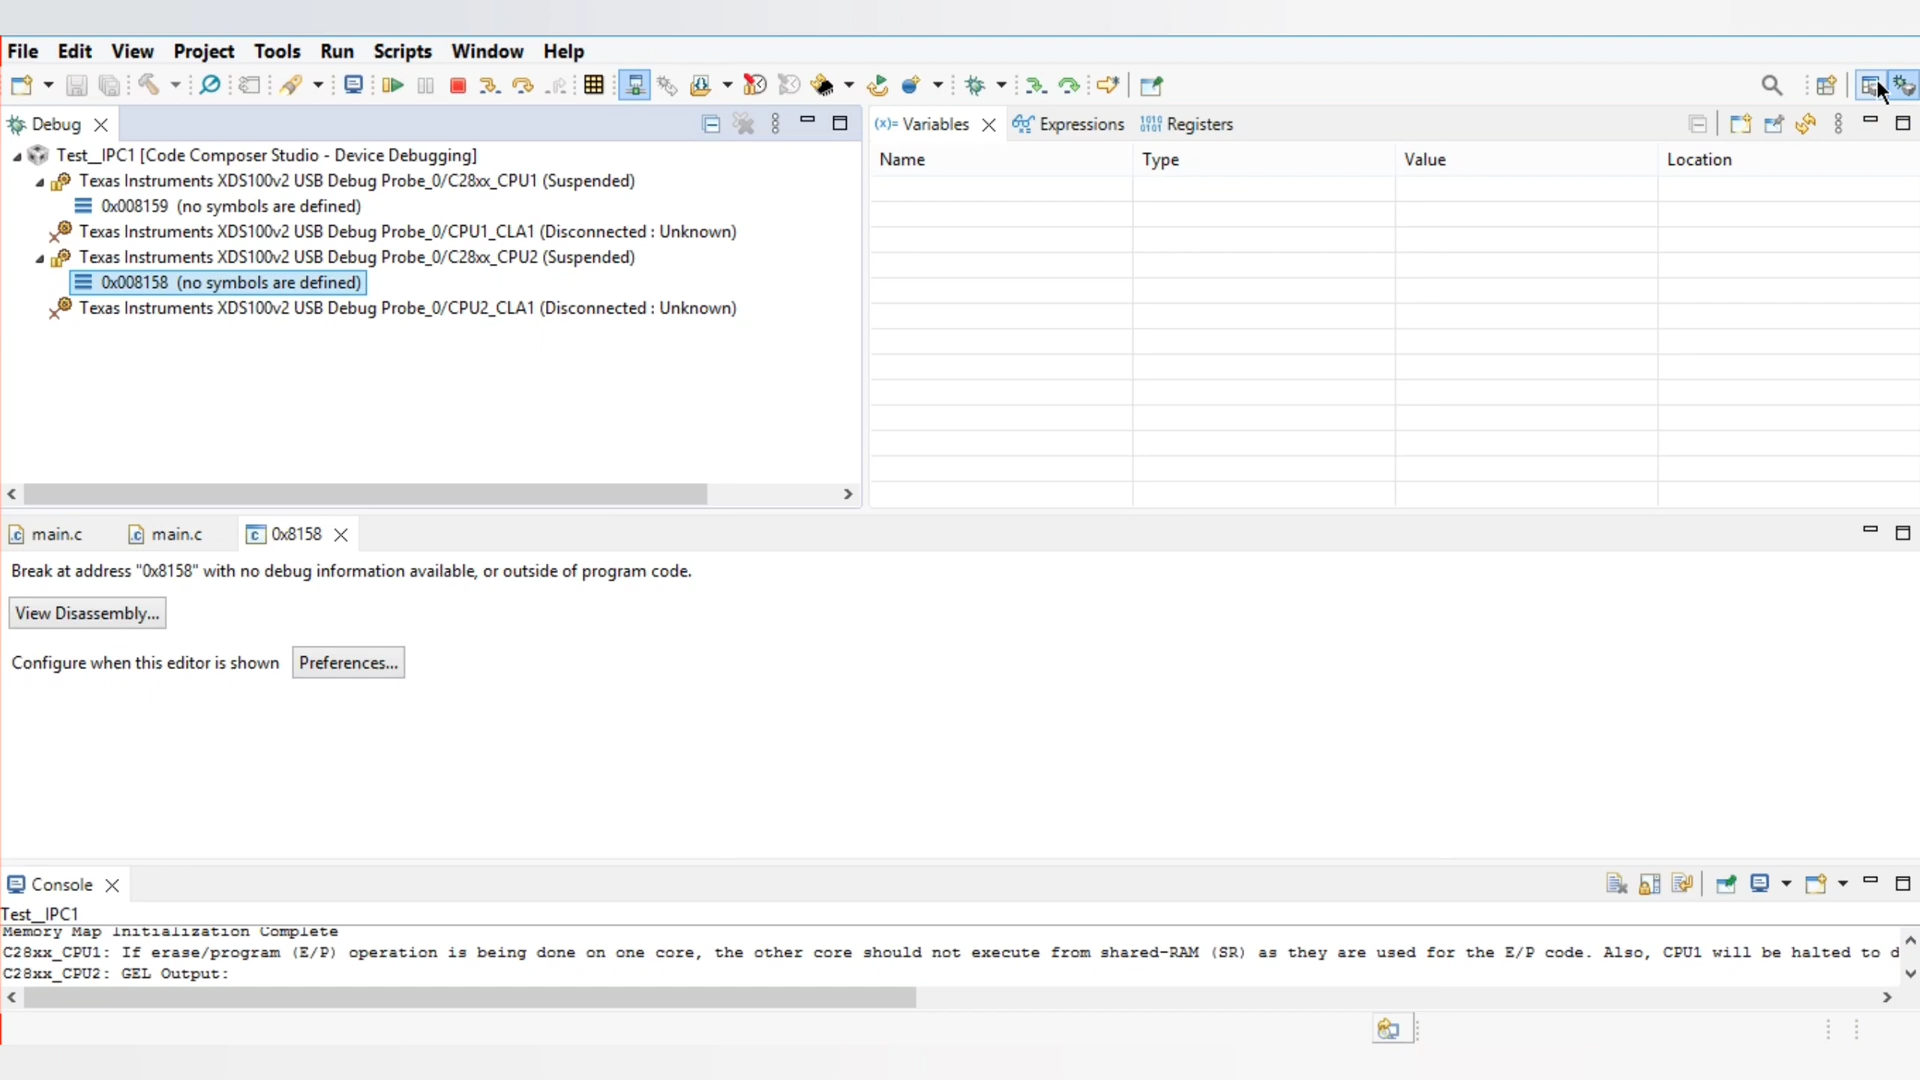 File Edit View Project Tools Run Scripts Window Help
Debug
Test__IPC1 [Code Composer Studio - Device Debugging]
Texas Instruments XDS100v2 USB Debug Probe_0/C28xx_CPU1 (Suspended)
0x008159 (no symbols are defined)
Texas Instruments XDS100v2 USB Debug Probe_0/CPU1_CLA1 (Disconnected : Unknown)
Texas Instruments XDS100v2 USB Debug Probe_0/C28xx_CPU2 (Suspended)
0x008158 (no symbols are defined)
Texas Instruments XDS100v2 USB Debug Probe_0/CPU2_CLA1 (Disconnected : Unknown)
(x)= Variables Expressions 1010 0101 Registers
Name Type Value Location
main.c main.c 0x8158
Break at address "0x8158" with no debug information available, or outside of program code.
View Disassembly...
Configure when this editor is shown Preferences...
Console
Test__IPC1
Memory Map Initialization Complete
C28xx_CPU1: If erase/program (E/P) operation is being done on one core, the other core should not execute from shared-RAM (SR) as they are used for the E/P code. Also, CPU1 will be halted to d
C28xx_CPU2: GEL Output: